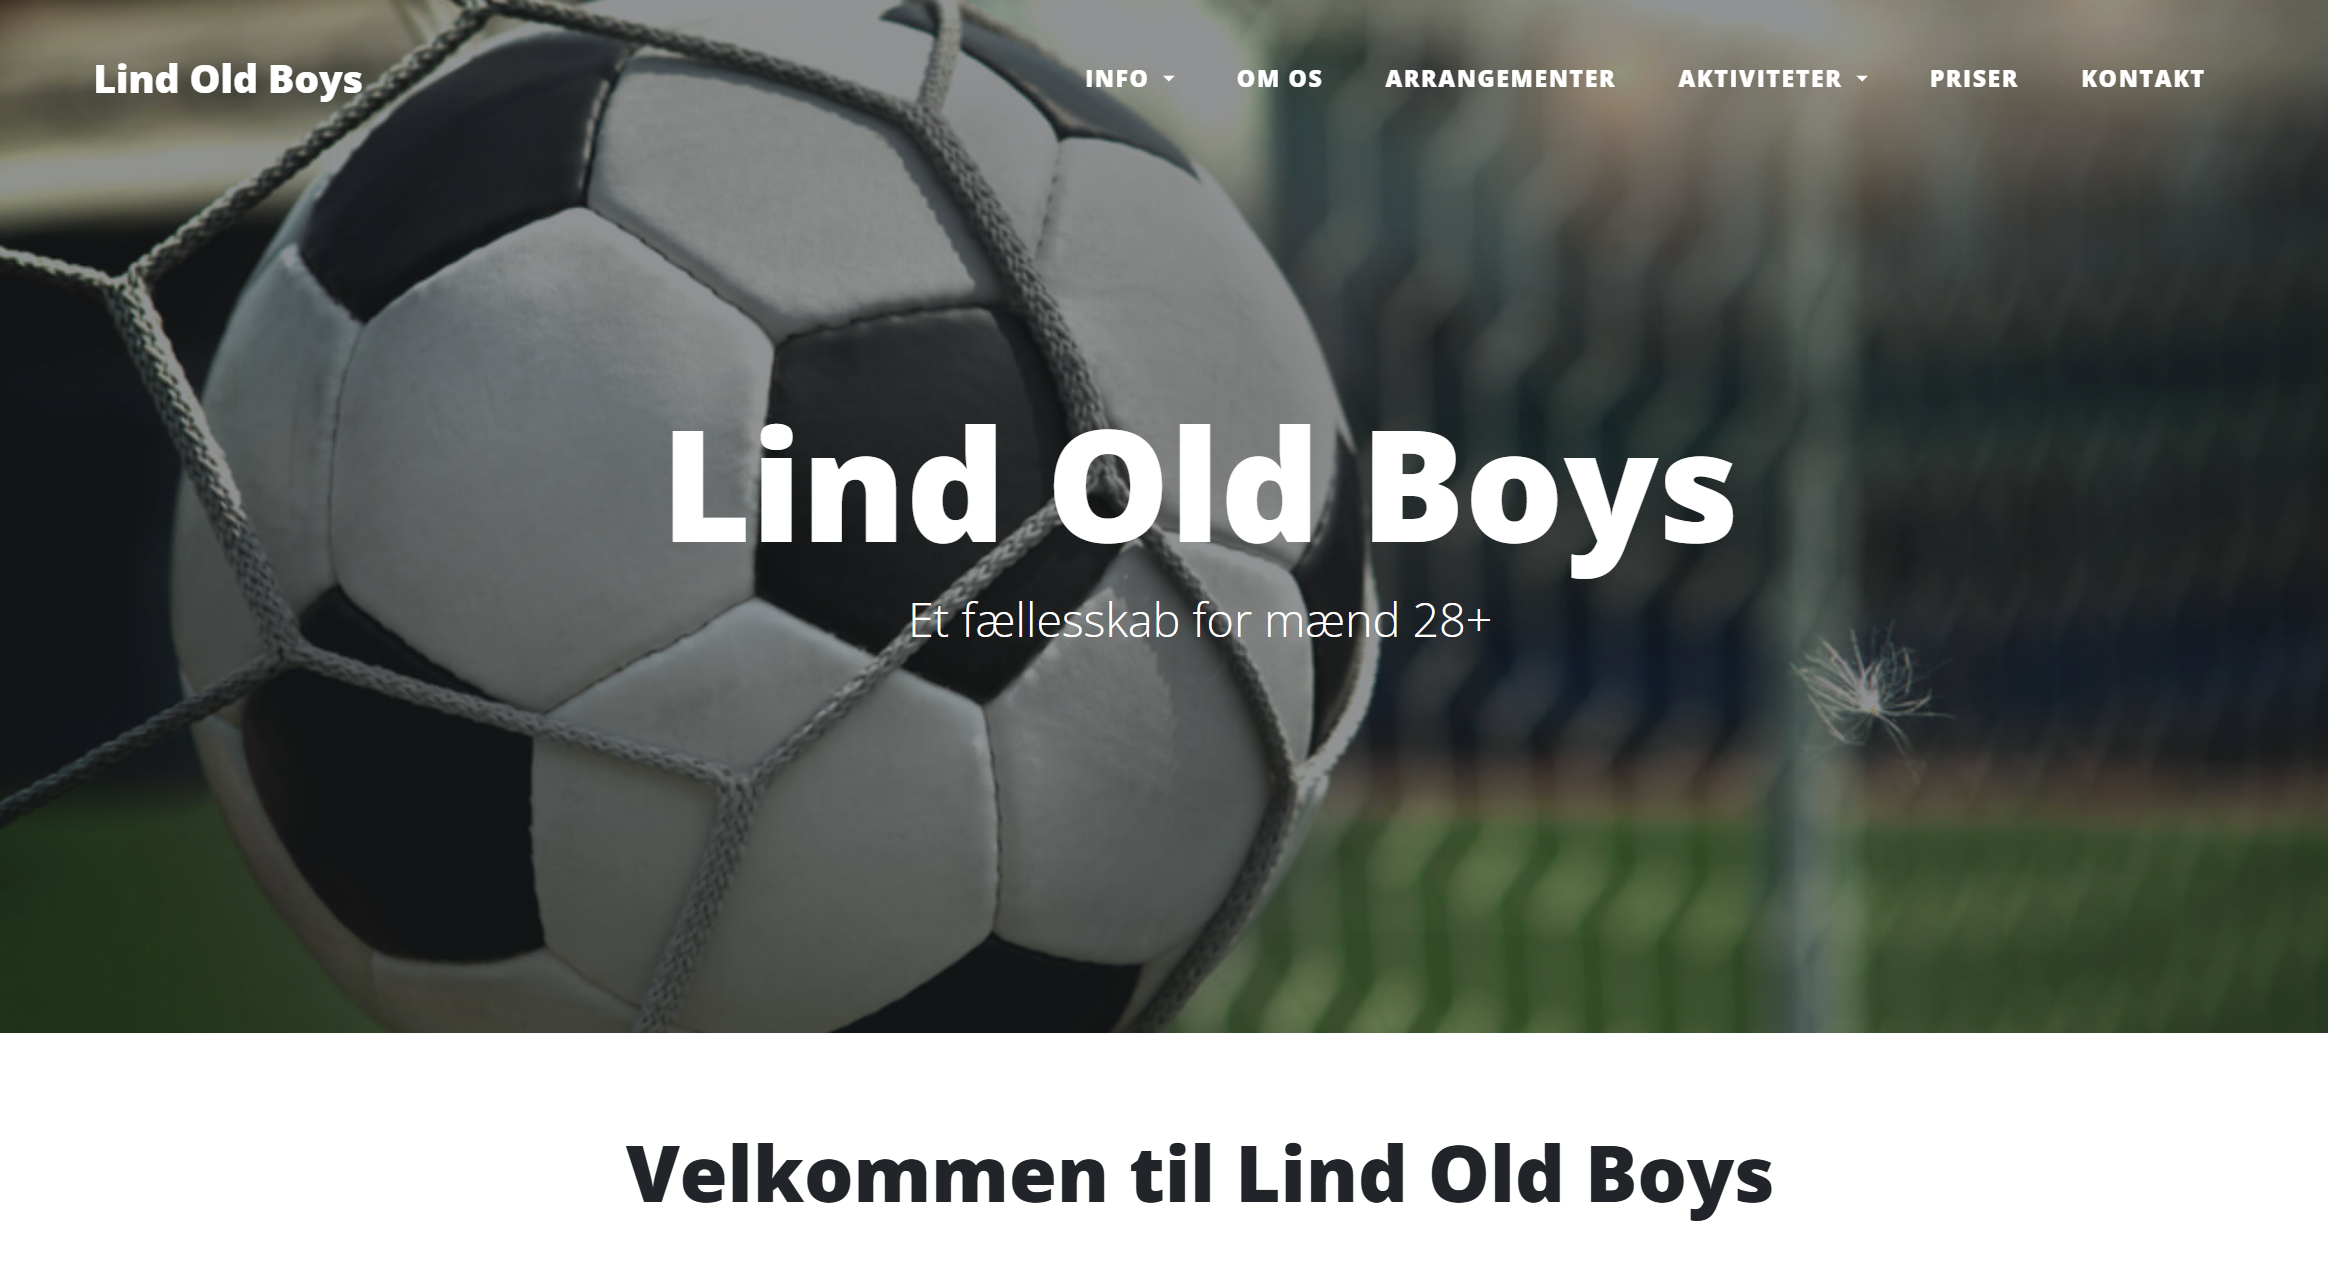 Lind Old Boys
INFO OM OS ARRANGEMENTER AKTIVITETER PRISER KONTAKT
Lind Old Boys
Et fællesskab for mænd 28+
Velkommen til Lind Old Boys